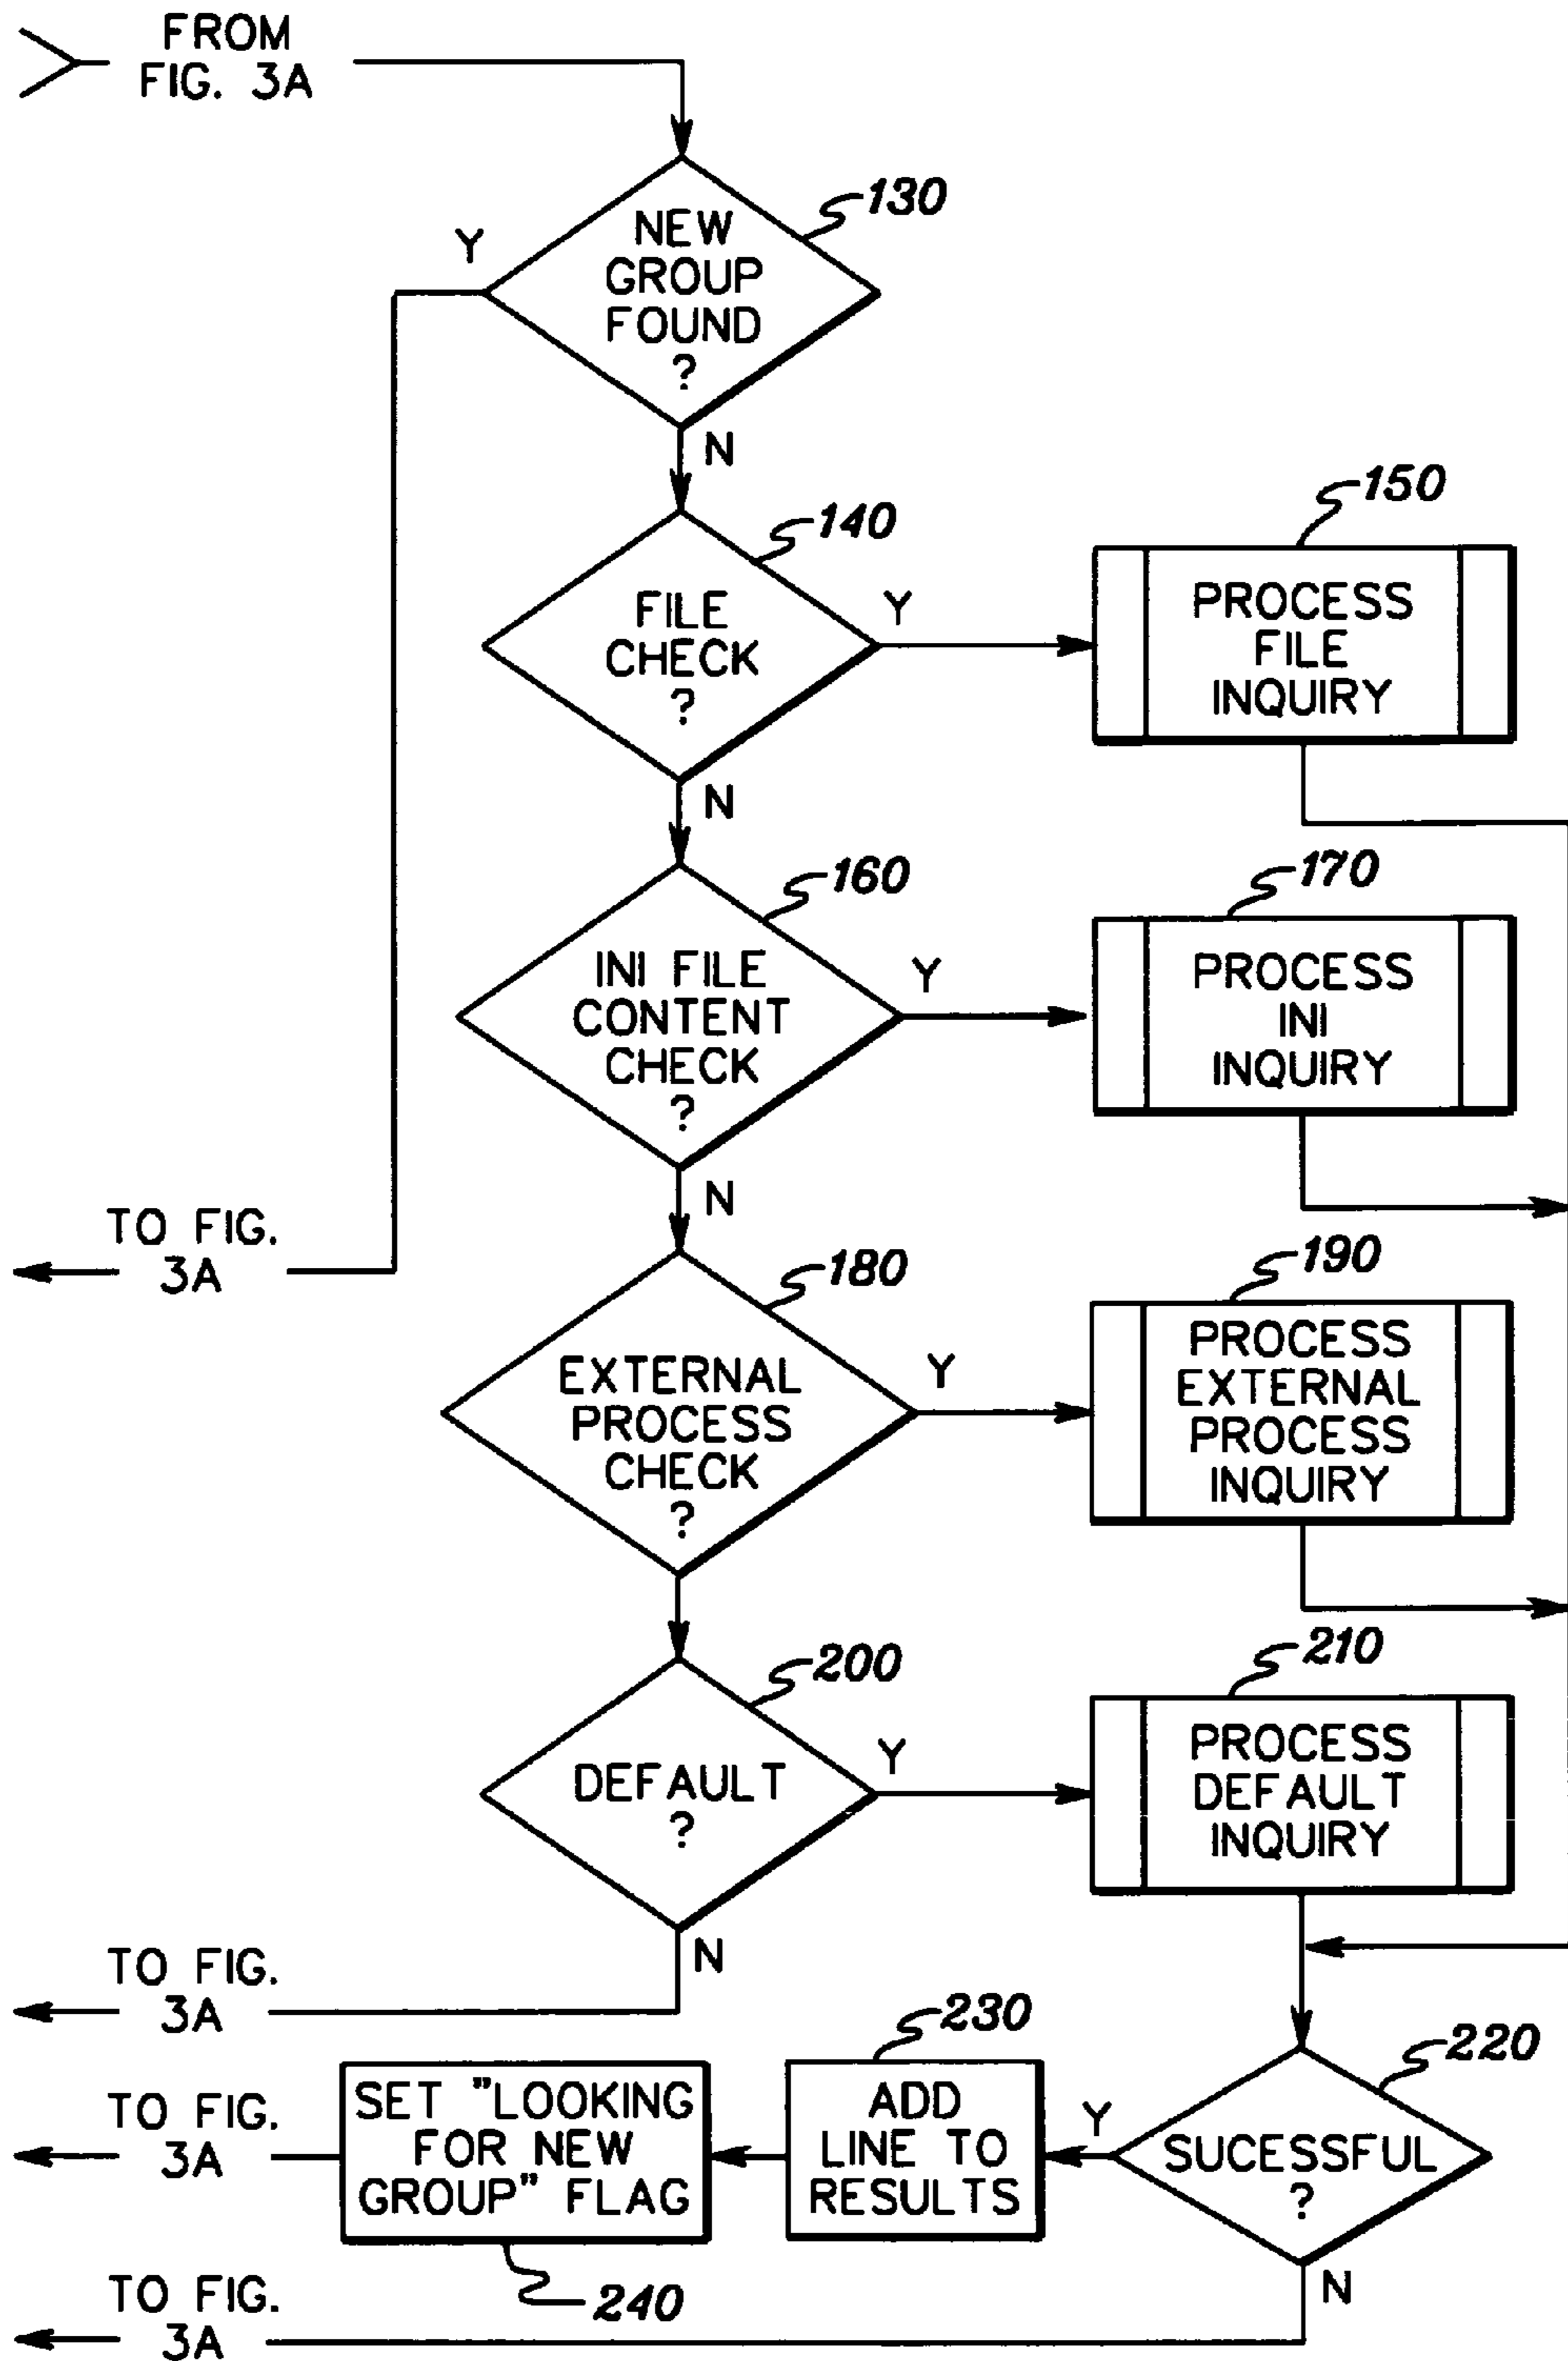 FROM
FIG. 3A
130
Y
NEW
GROUP
FOUND
?
N
140
FILE
CHECK
?
Y
150
PROCESS
FILE
INQUIRY
N
160
INI FILE
CONTENT
CHECK
?
Y
170
PROCESS
INI
INQUIRY
N
TO FIG.
3A
180
EXTERNAL
PROCESS
CHECK
?
Y
190
PROCESS
EXTERNAL
PROCESS
INQUIRY
200
DEFAULT
?
Y
210
PROCESS
DEFAULT
INQUIRY
N
TO FIG.
3A
220
SUCESSFUL
?
Y
230
ADD
LINE TO
RESULTS
SET "LOOKING
FOR NEW
GROUP" FLAG
240
TO FIG.
3A
N
TO FIG.
3A